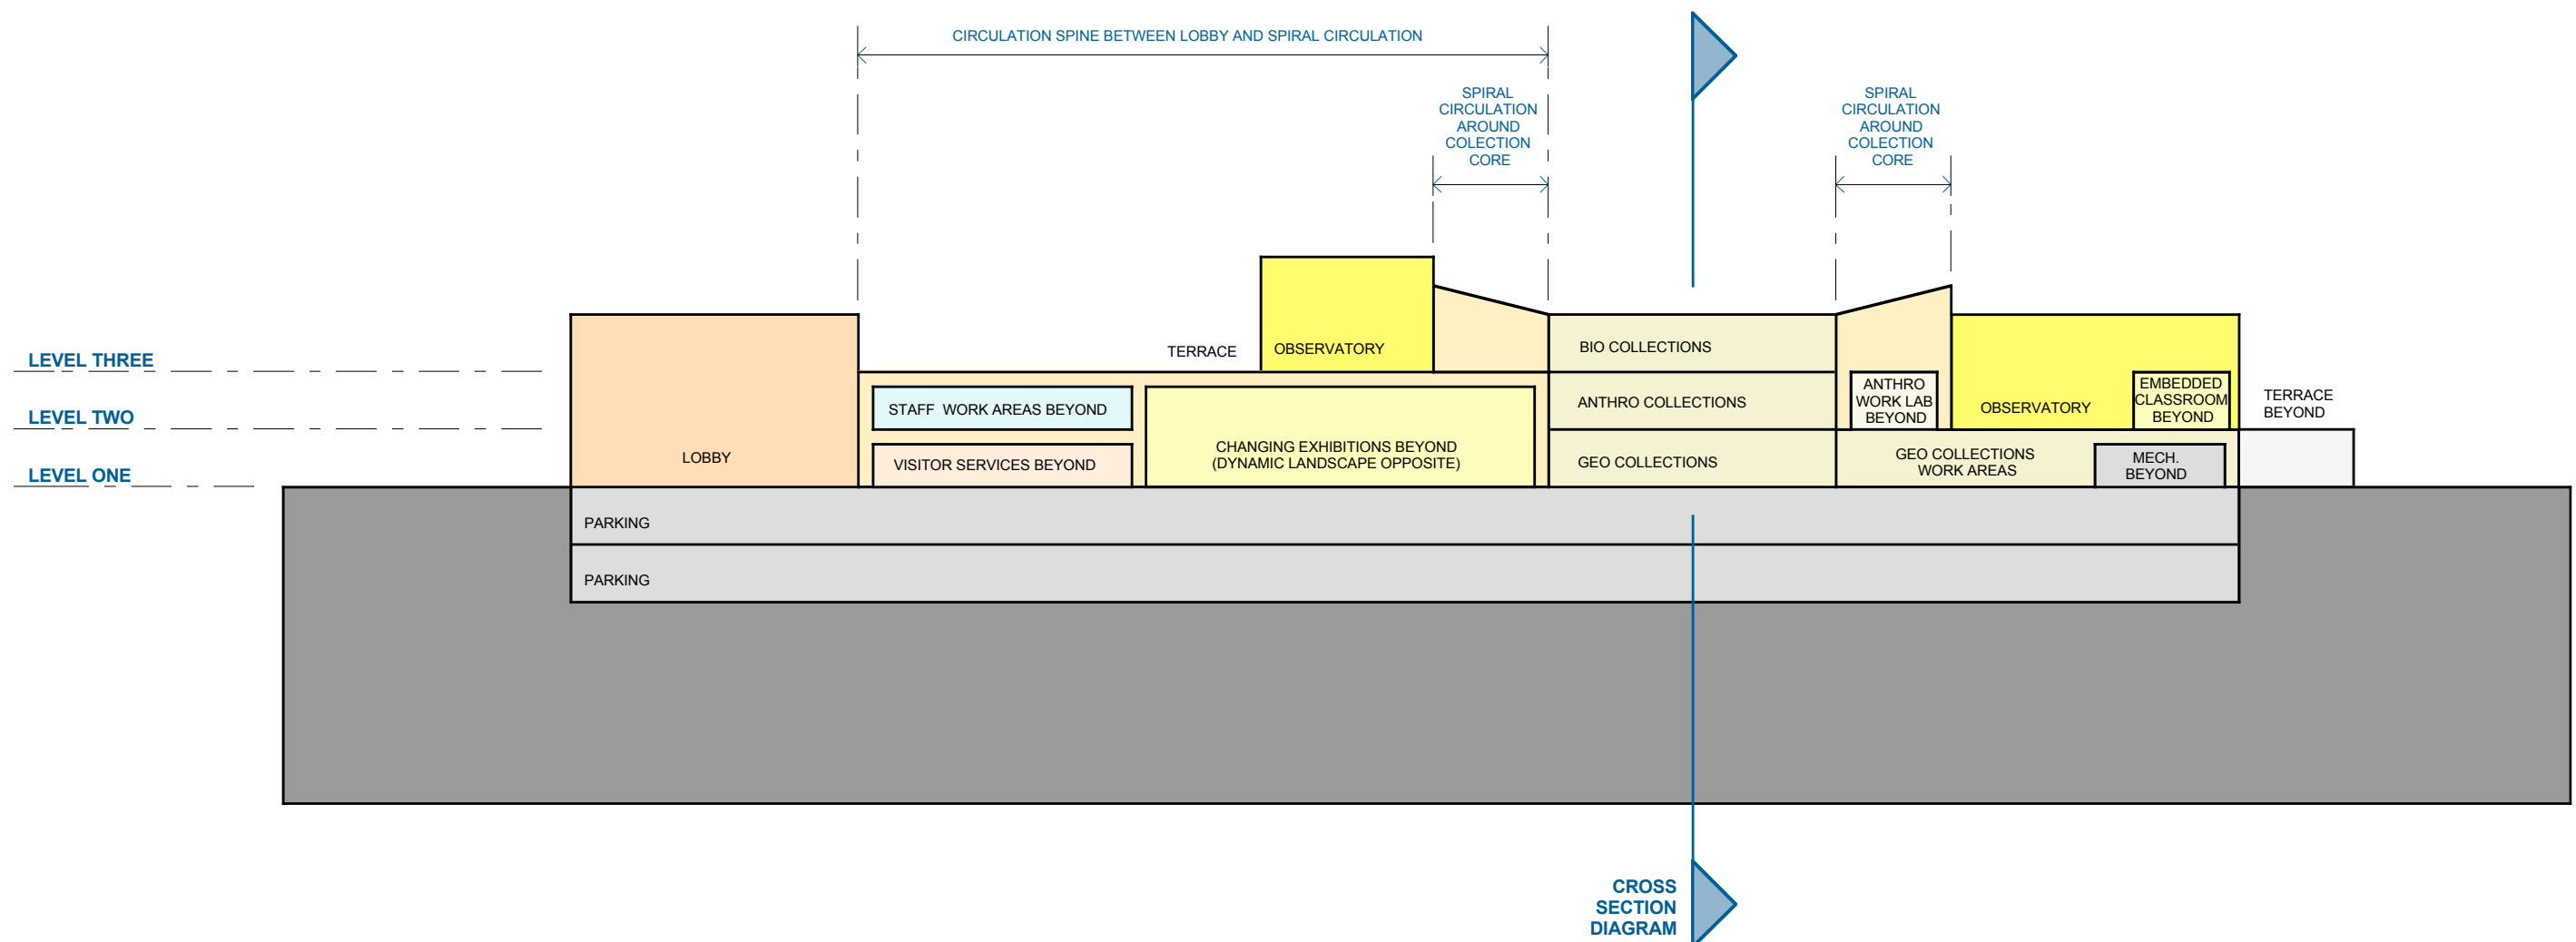 CIRCULATION SPINE BETWEEN LOBBY AND SPIRAL CIRCULATION
SPIRAL
CIRCULATION
AROUND
COLECTION
CORE
SPIRAL
CIRCULATION
AROUND
COLECTION
CORE
LEVEL THREE
LEVEL TWO
LEVEL ONE
LOBBY
TERRACE
OBSERVATORY
STAFF WORK AREAS BEYOND
VISITOR SERVICES BEYOND
CHANGING EXHIBITIONS BEYOND
(DYNAMIC LANDSCAPE OPPOSITE)
BIO COLLECTIONS
ANTHRO COLLECTIONS
GEO COLLECTIONS
ANTHRO
WORK LAB
BEYOND
OBSERVATORY
EMBEDDED
CLASSROOM
BEYOND
TERRACE
BEYOND
GEO COLLECTIONS
WORK AREAS
MECH.
BEYOND
PARKING
PARKING
CROSS
SECTION
DIAGRAM